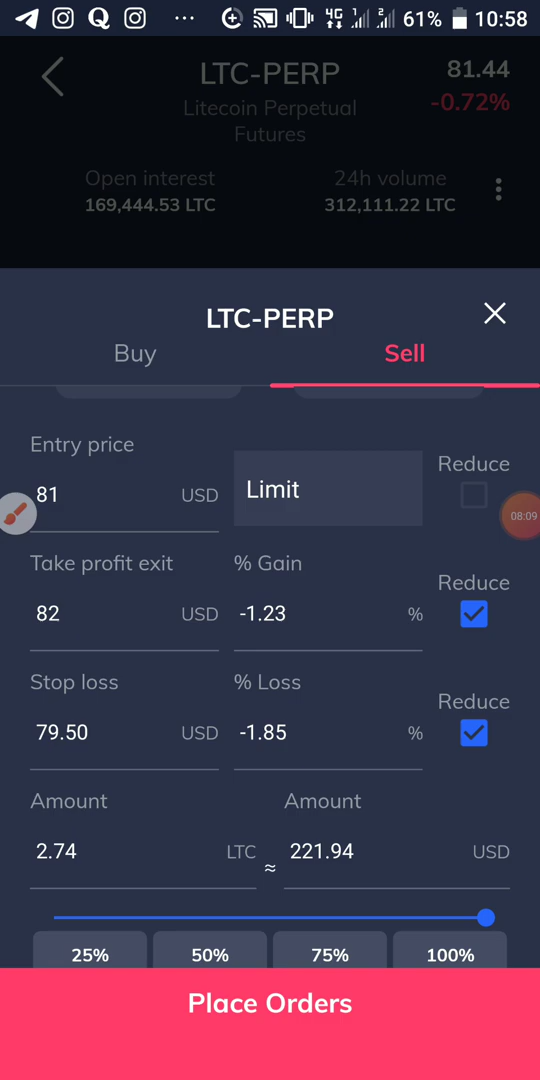 4G 1 2 61% 10:58
LTC-PERP 81.44
Litecoin Perpetual -0.72%
Futures
Open interest 24h volume
169,444.53 LTC 312,111.22 LTC
LTC-PERP
Buy Sell
Entry price Reduce
81 USD Limit
08:09
Take profit exit % Gain Reduce
82 USD -1.23 %
Stop loss % Loss Reduce
79.50 USD -1.85 %
Amount Amount
2.74 LTC ≈ 221.94 USD
25% 50% 75% 100%
Place Orders